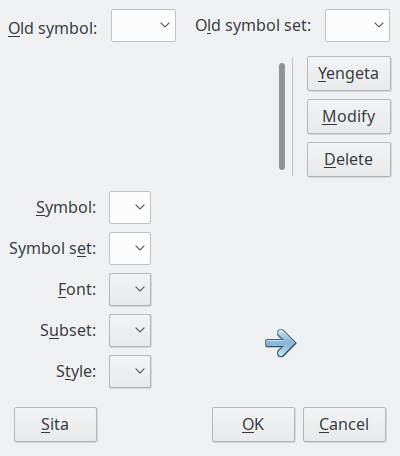 Old symbol: Old symbol set:
Yengeta
Modify
Delete
Symbol:
Symbol set:
Font:
Subset:
Style:
Sita OK Cancel